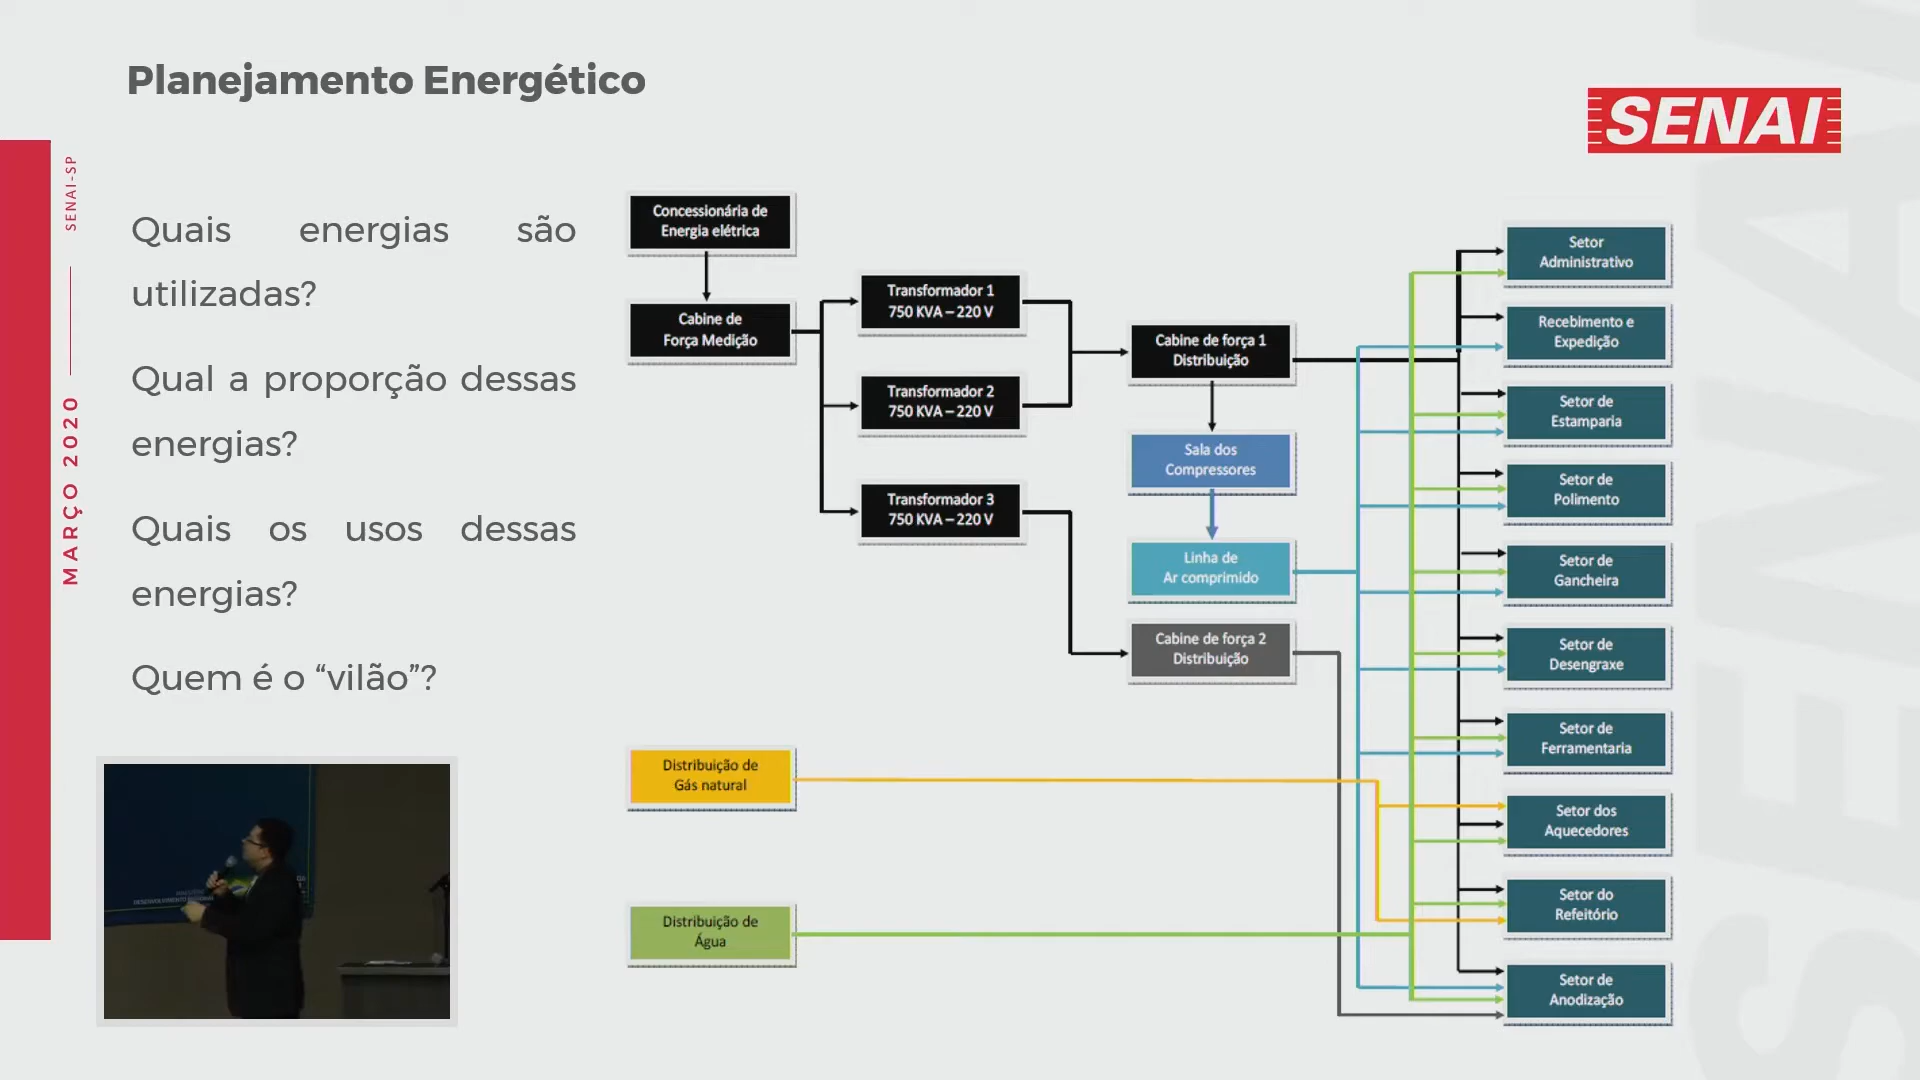 Planejamento Energético
SENAI
SENAI-SP
MARÇO 2020
Quais energias são
utilizadas?
Qual a proporção dessas
energias?
Quais os usos dessas
energias?
Quem é o “vilão”?
Concessionária de
Energia elétrica
Cabine de
Força Medição
Transformador 1
750 KVA – 220 V
Transformador 2
750 KVA – 220 V
Transformador 3
750 KVA – 220 V
Cabine de força 1
Distribuição
Sala dos
Compressores
Linha de
Ar comprimido
Cabine de força 2
Distribuição
Distribuição de
Gás natural
Distribuição de
Água
Setor
Administrativo
Recebimento e
Expedição
Setor de
Estamparia
Setor de
Polimento
Setor de
Gancheira
Setor de
Desengraxe
Setor de
Ferramentaria
Setor dos
Aquecedores
Setor do
Refeitório
Setor de
Anodização